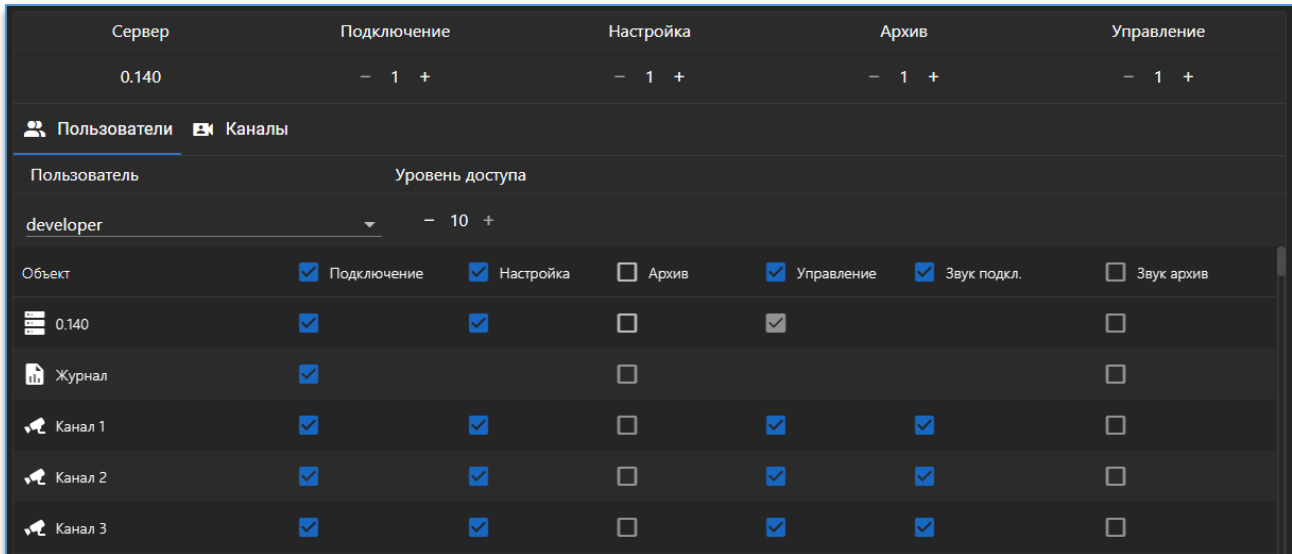 Сервер Подключение Настройка Архив Управление
0.140 − 1 + − 1 + − 1 + − 1 +
Пользователи Каналы
Пользователь Уровень доступа
developer − 10 +
Объект Подключение Настройка Архив Управление Звук подкл. Звук архив
0.140
Журнал
Канал 1
Канал 2
Канал 3